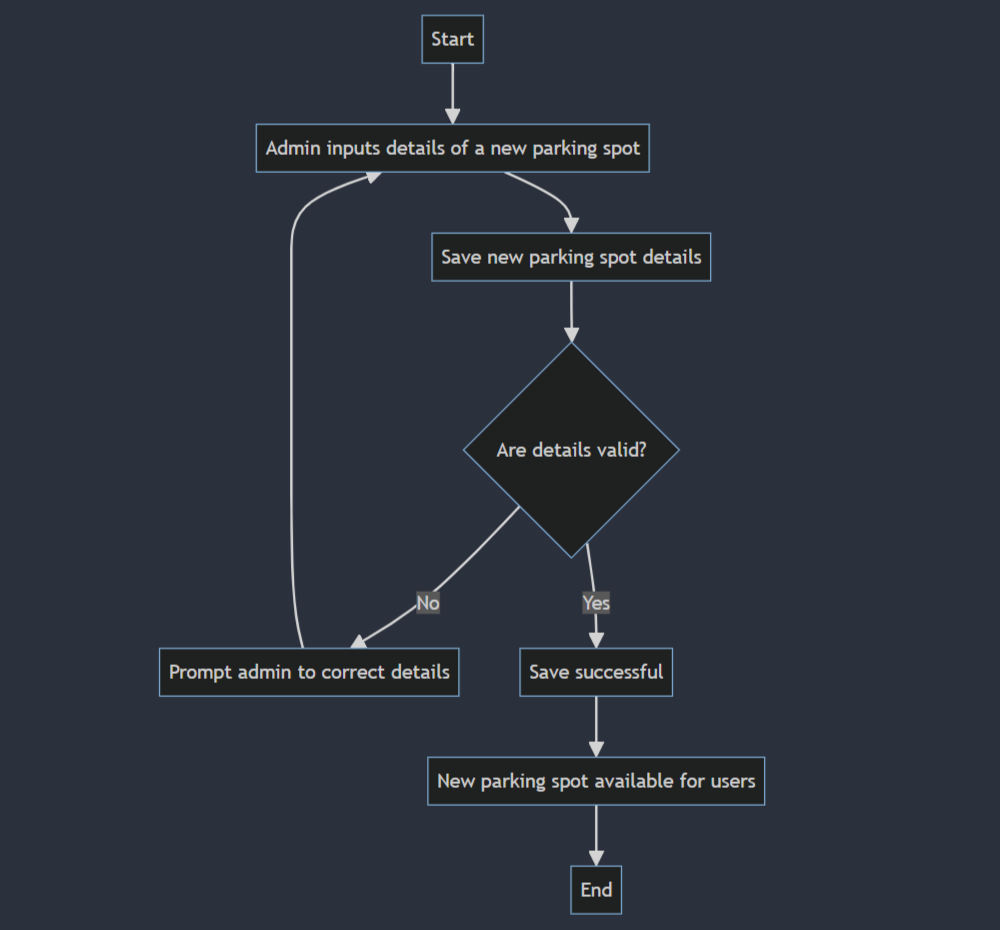 Start
Admin inputs details of a new parking spot
Save new parking spot details
Are details valid?
No
Yes
Prompt admin to correct details
Save successful
New parking spot available for users
End